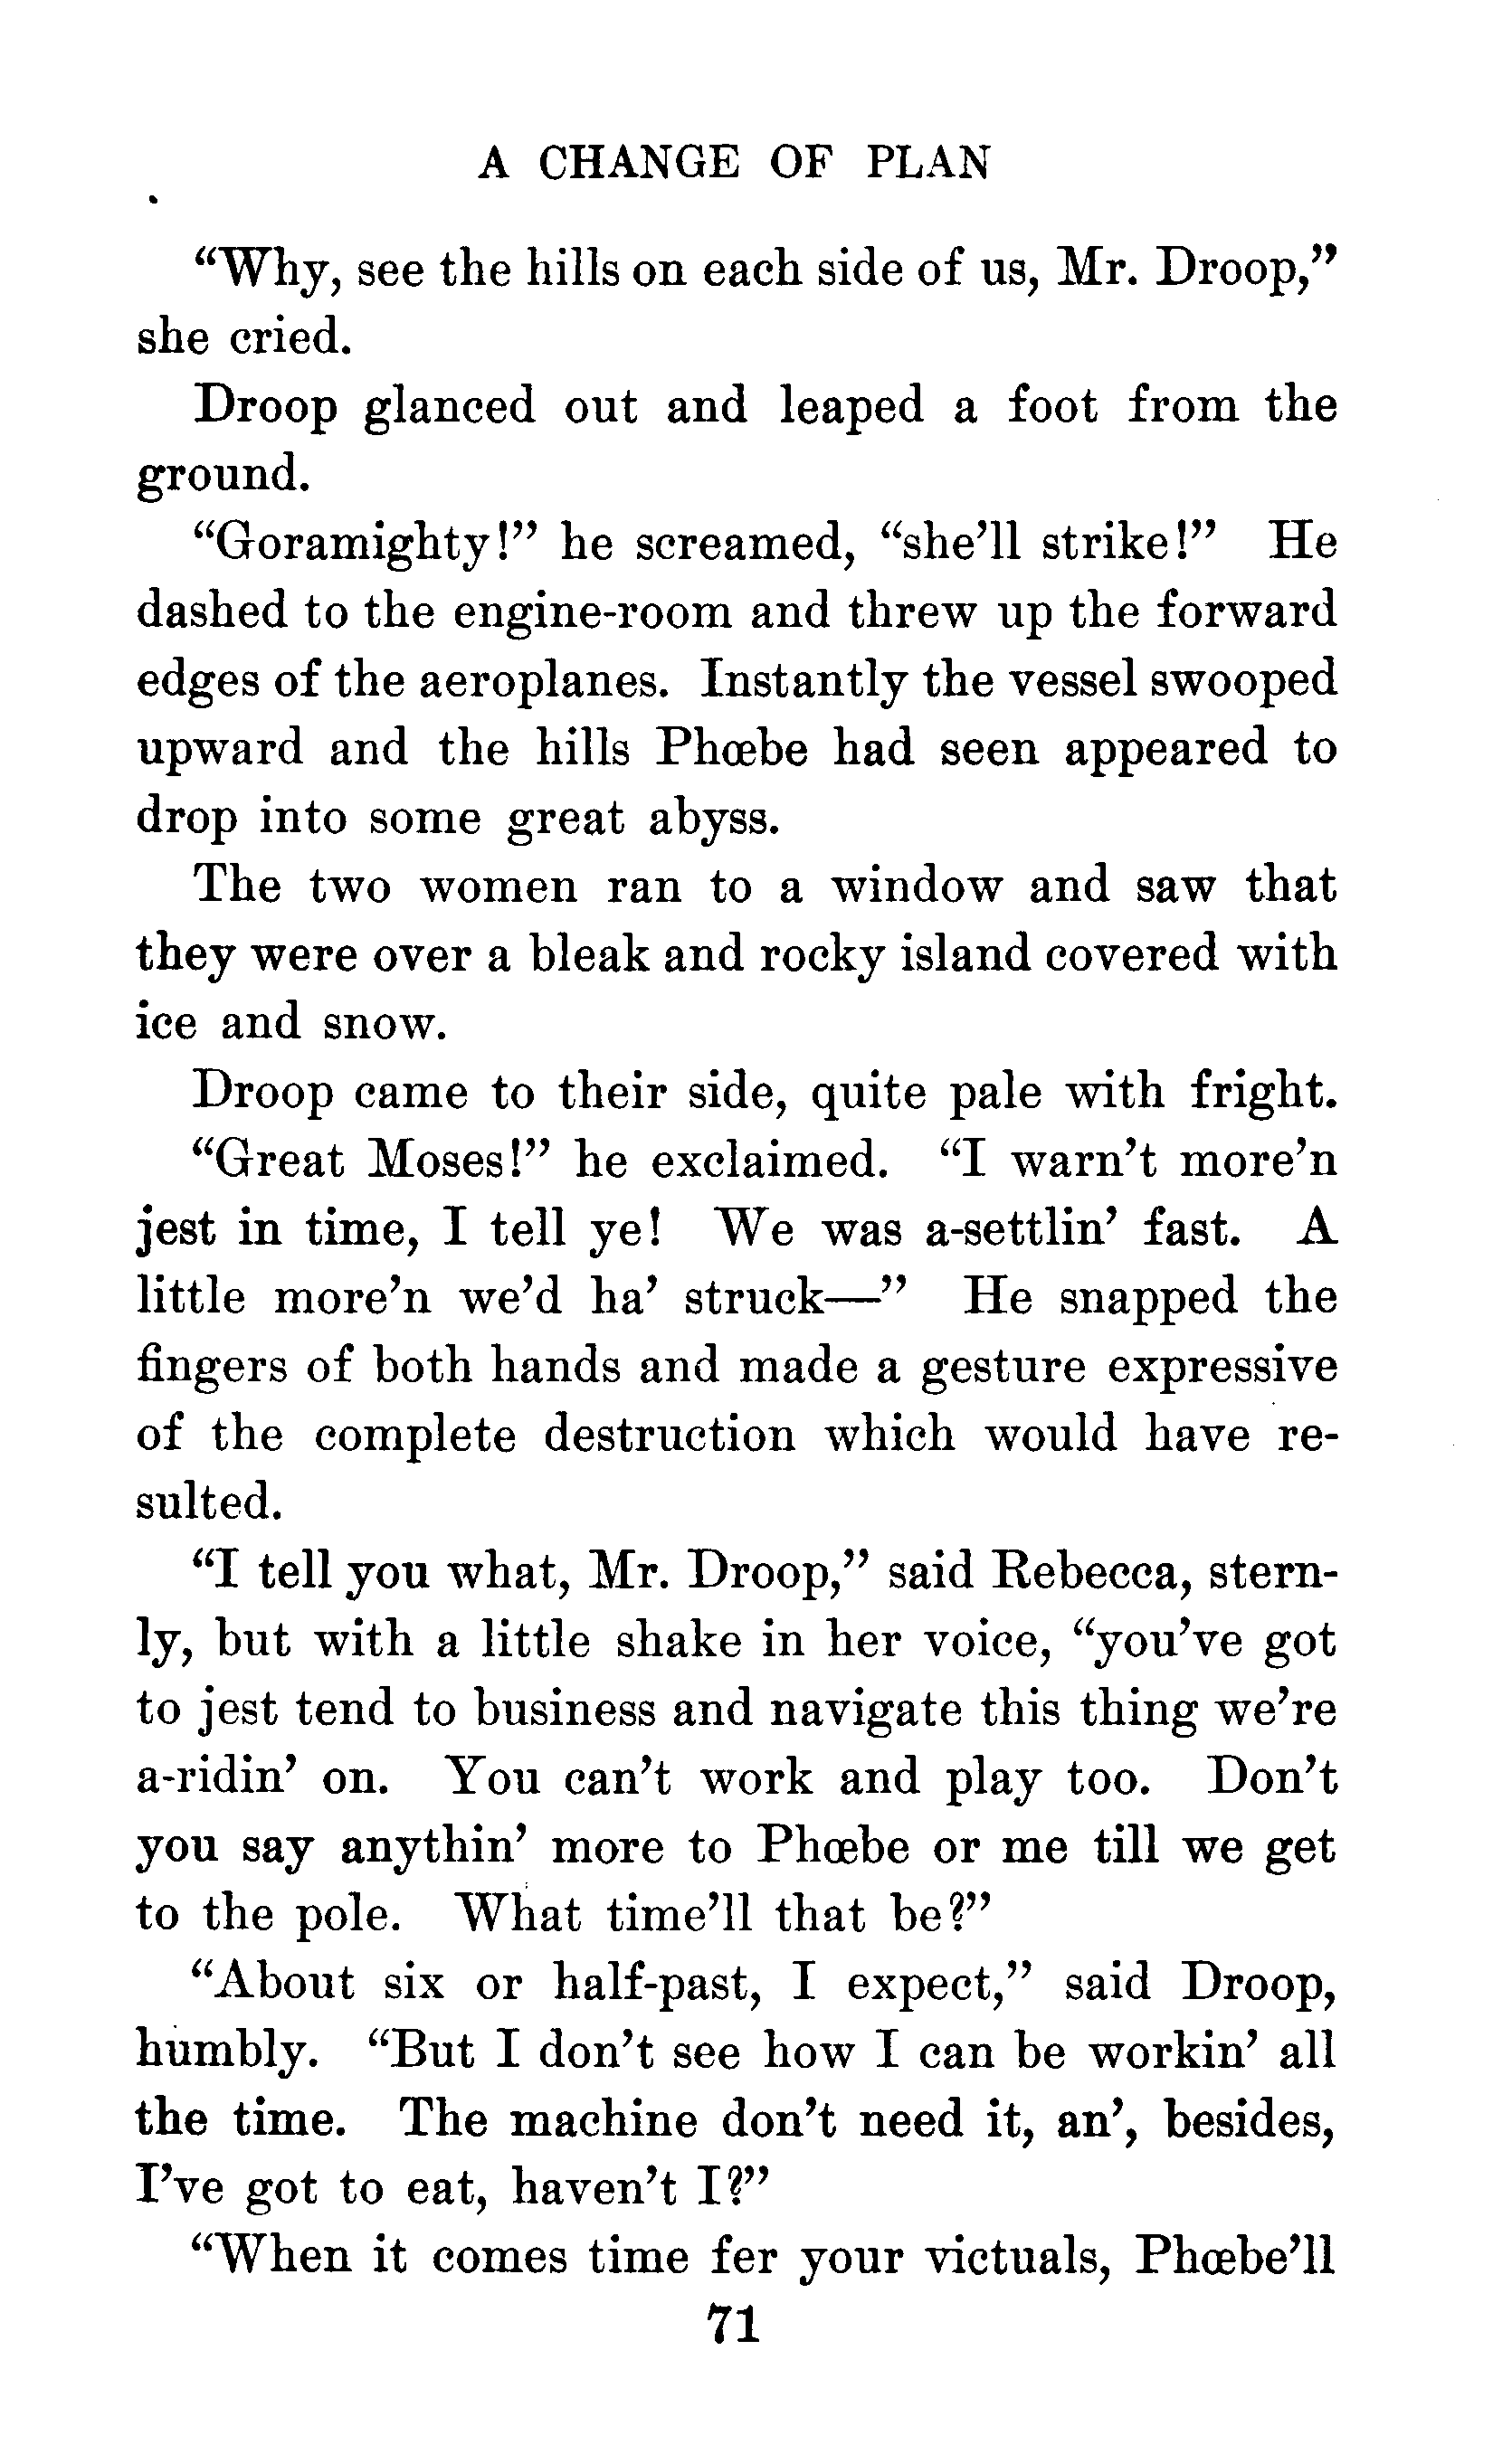 A CHANGE OF PLAN
“Why, see the hills on each side of us, Mr. Droop,”
she cried.
Droop glanced out and leaped a foot from the
ground.
“Goramighty!” he screamed, “she’ll strike!” He
dashed to the engine-room and threw up the forward
edges of the aeroplanes. Instantly the vessel swooped
upward and the hills Phœbe had seen appeared to
drop into some great abyss.
The two women ran to a window and saw that
they were over a bleak and rocky island covered with
ice and snow.
Droop came to their side, quite pale with fright.
“Great Moses!” he exclaimed. “I warn’t more’n
jest in time, I tell ye! We was a-settlin’ fast. A
little more’n we’d ha’ struck—” He snapped the
fingers of both hands and made a gesture expressive
of the complete destruction which would have re-
sulted.
“I tell you what, Mr. Droop,” said Rebecca, stern-
ly, but with a little shake in her voice, “you’ve got
to jest tend to business and navigate this thing we’re
a-ridin’ on. You can’t work and play too. Don’t
you say anythin’ more to Phœbe or me till we get
to the pole. What time’ll that be?”
“About six or half-past, I expect,” said Droop,
humbly. “But I don’t see how I can be workin’ all
the time. The machine don’t need it, an’, besides,
I’ve got to eat, haven’t I?”
“When it comes time fer your victuals, Phœbe’ll
71